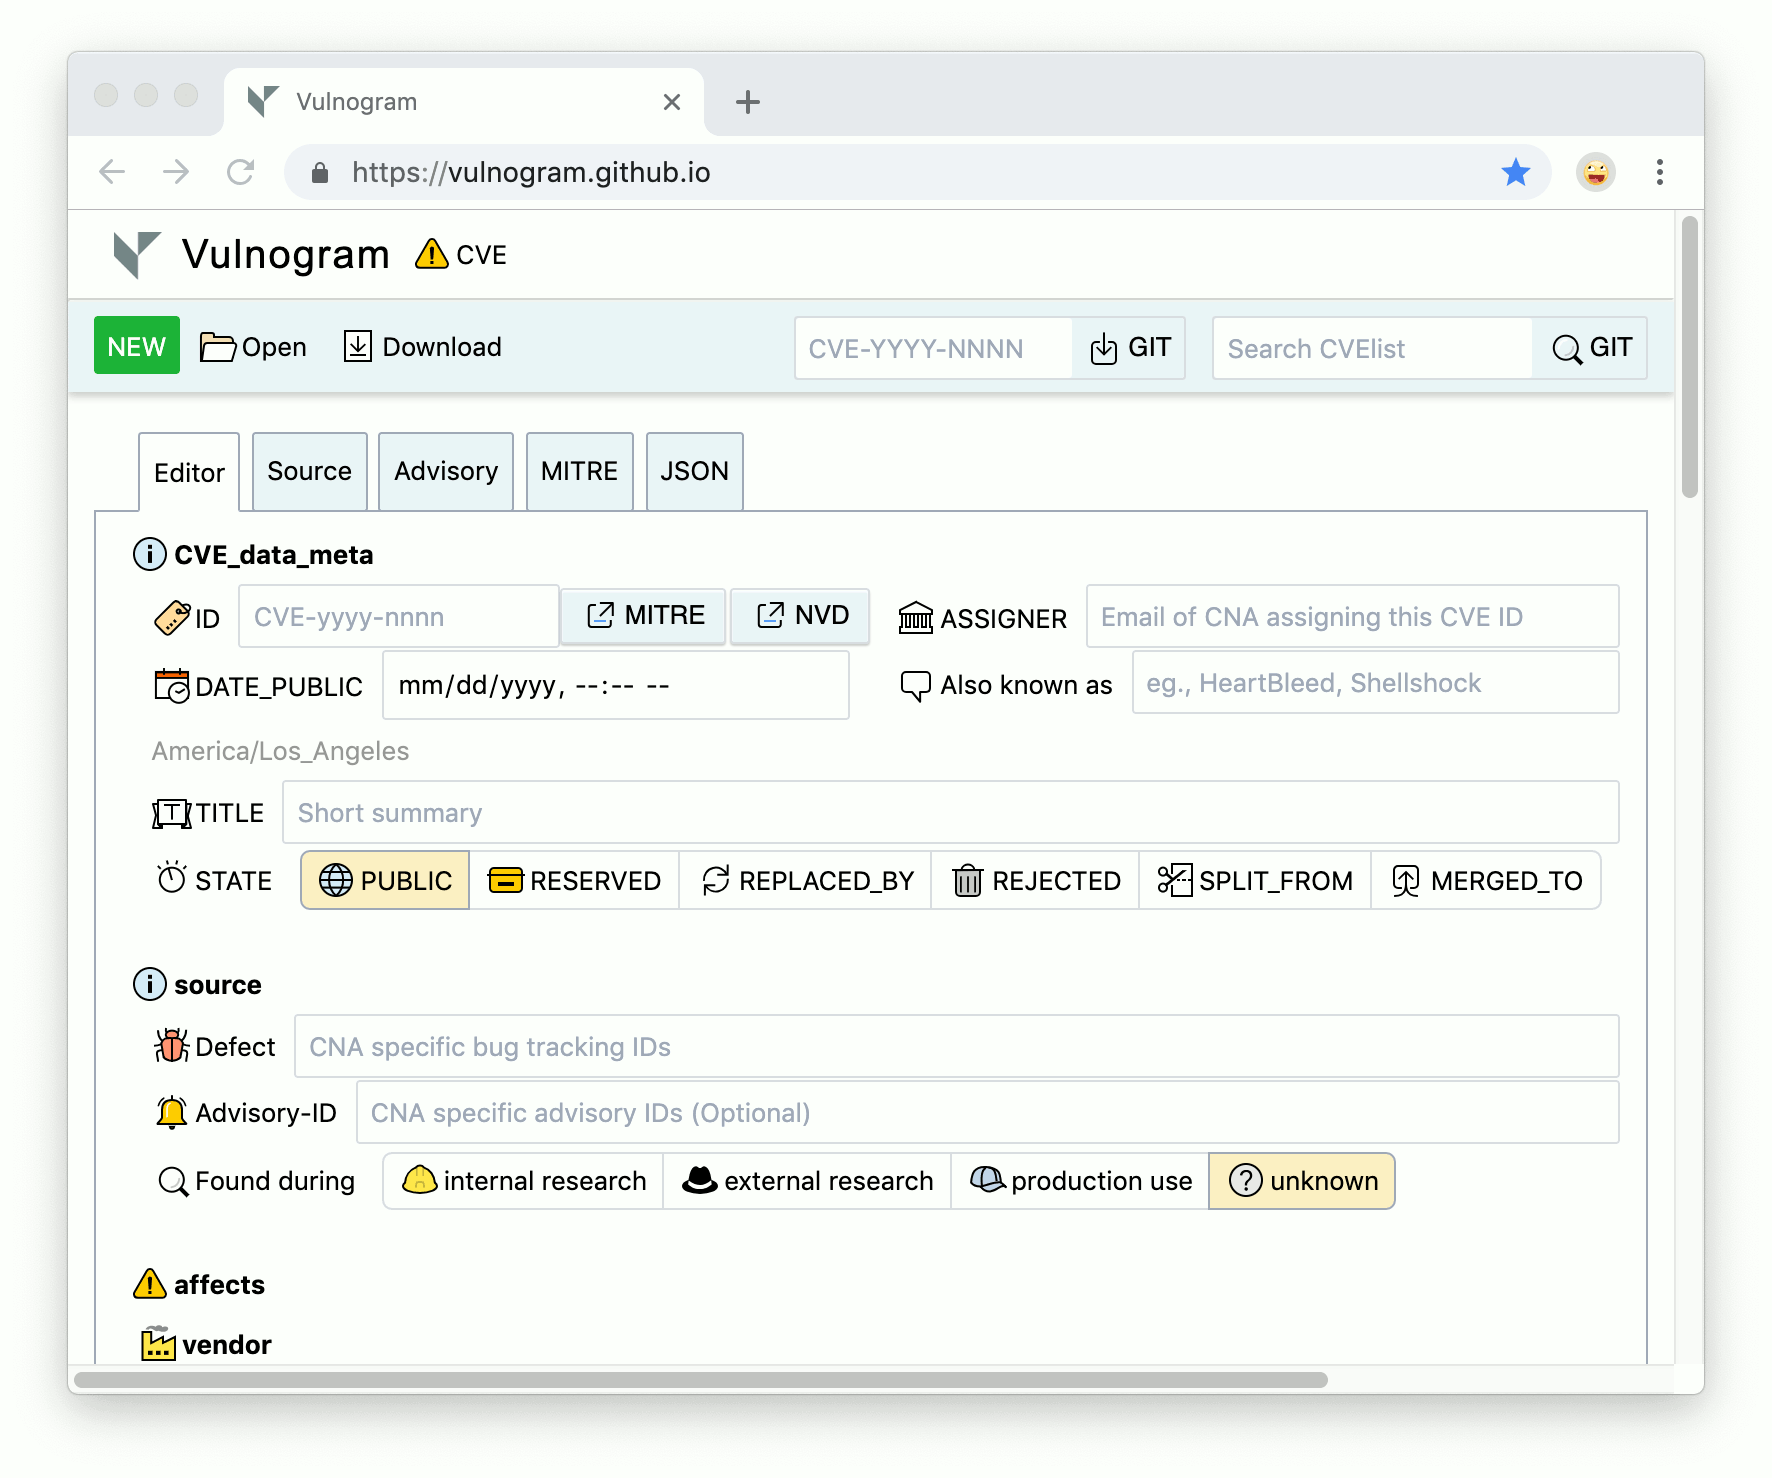 Vulnogram
https://vulnogram.github.io
Vulnogram CVE
NEW Open Download CVE-YYYY-NNNN GIT Search CVElist GIT
Editor Source Advisory MITRE JSON
CVE_data_meta
ID CVE-yyyy-nnnn MITRE NVD ASSIGNER Email of CNA assigning this CVE ID
DATE_PUBLIC mm/dd/yyyy, --:-- -- Also known as eg., HeartBleed, Shellshock
America/Los_Angeles
TITLE Short summary
STATE PUBLIC RESERVED REPLACED_BY REJECTED SPLIT_FROM MERGED_TO
source
Defect CNA specific bug tracking IDs
Advisory-ID CNA specific advisory IDs (Optional)
Found during internal research external research production use unknown
affects
vendor